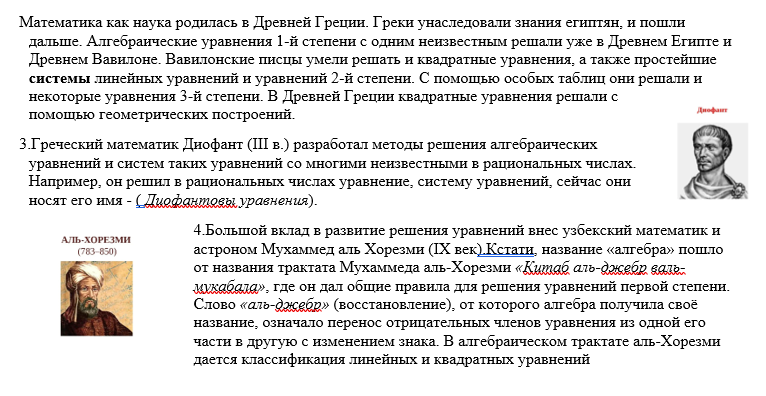 Математика как наука родилась в Древней Греции. Греки унаследовали знания египтян, и пошли
дальше. Алгебраические уравнения 1-й степени с одним неизвестным решали уже в Древнем Египте и
Древнем Вавилоне. Вавилонские писцы умели решать и квадратные уравнения, а также простейшие
системы линейных уравнений и уравнений 2-й степени. С помощью особых таблиц они решали и
некоторые уравнения 3-й степени. В Древней Греции квадратные уравнения решали с
помощью геометрических построений.
Диофант
3.Греческий математик Диофант (III в.) разработал методы решения алгебраических
уравнений и систем таких уравнений со многими неизвестными в рациональных числах.
Например, он решил в рациональных числах уравнение, систему уравнений, сейчас они
носят его имя - ( Диофантовы уравнения).
АЛЬ-ХОРЕЗМИ
(783–850)
4.Большой вклад в развитие решения уравнений внес узбекский математик и
астроном Мухаммед аль Хорезми (IX век).Кстати, название «алгебра» пошло
от названия трактата Мухаммеда аль-Хорезми «Китаб аль-джебр валь-
мукабала», где он дал общие правила для решения уравнений первой степени.
Слово «аль-джебр» (восстановление), от которого алгебра получила своё
название, означало перенос отрицательных членов уравнения из одной его
части в другую с изменением знака. В алгебраическом трактате аль-Хорезми
дается классификация линейных и квадратных уравнений